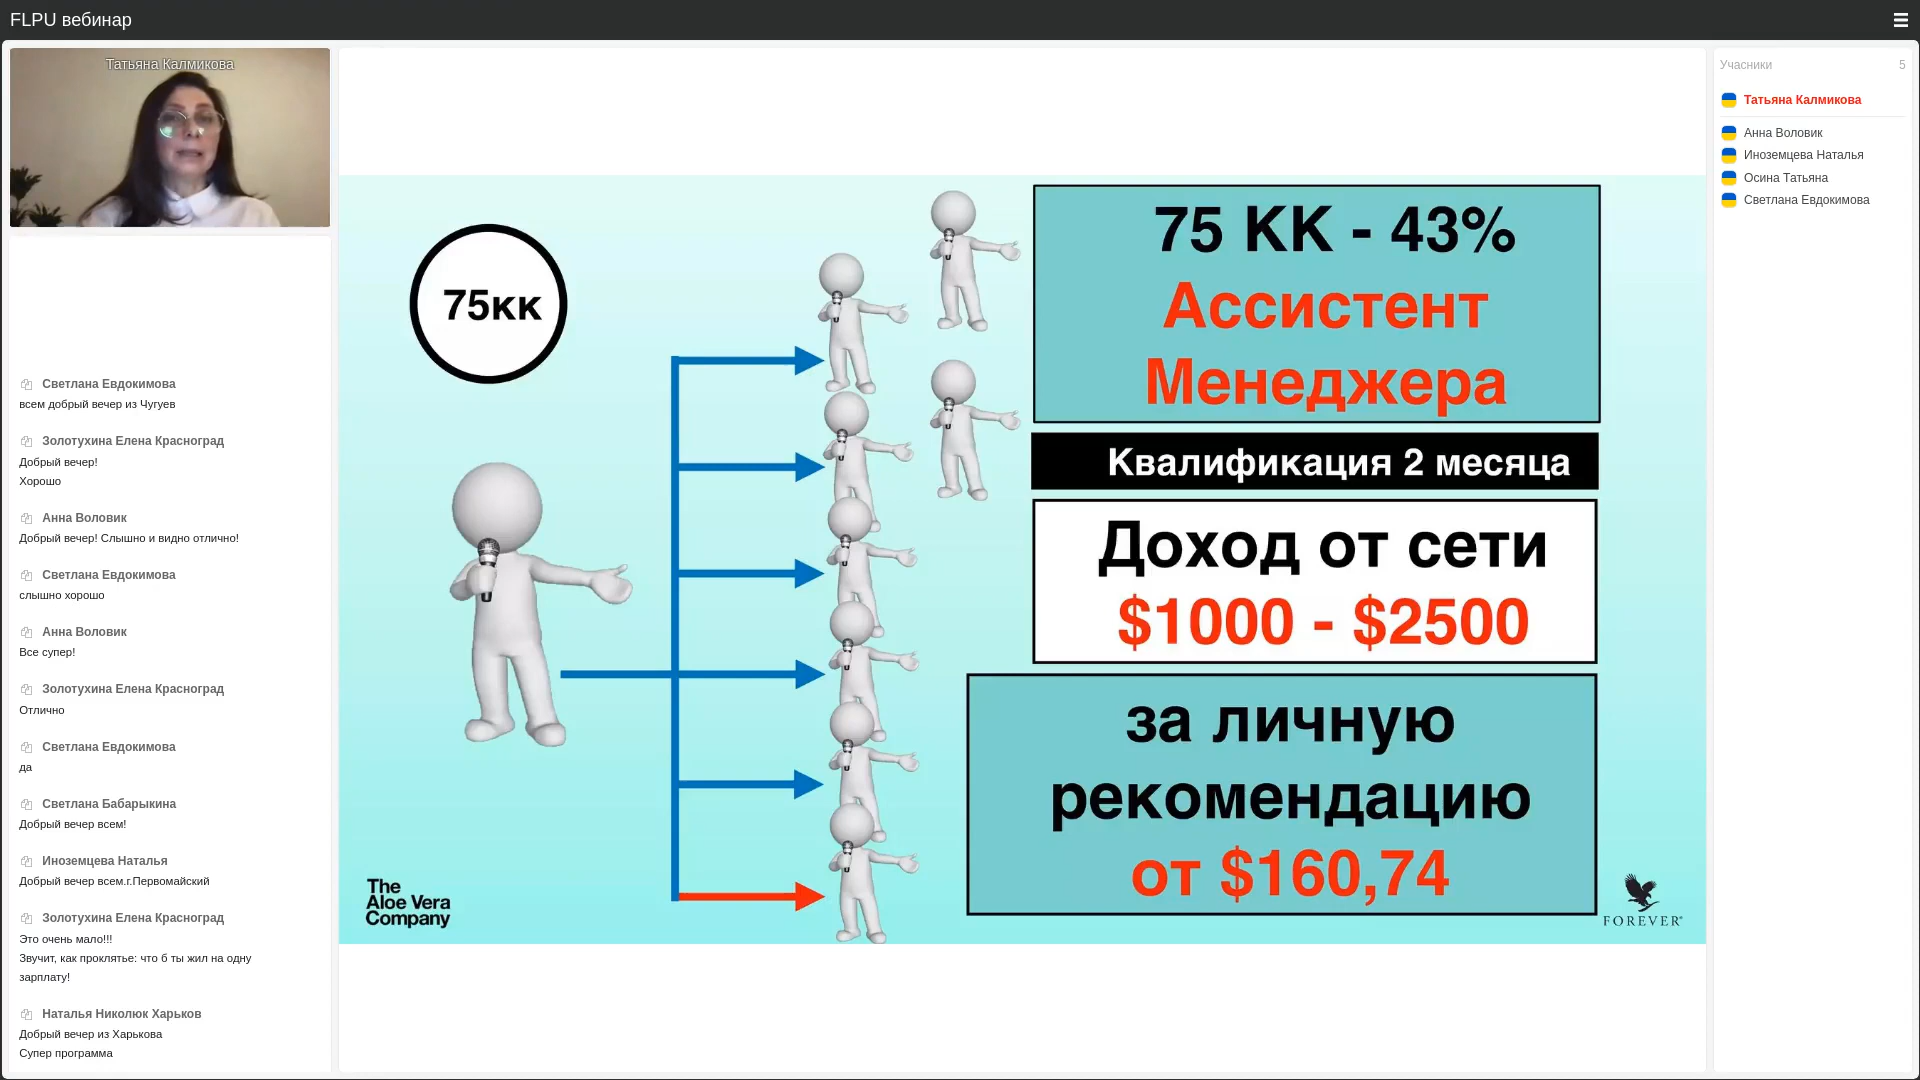 FLPU вебинар
Татьяна Калмикова
Светлана Евдокимова
всем добрый вечер из Чугуев
Золотухина Елена Красноград
Добрый вечер!
Хорошо
Анна Воловик
Добрый вечер! Слышно и видно отлично!
Светлана Евдокимова
слышно хорошо
Анна Воловик
Все супер!
Золотухина Елена Красноград
Отлично
Светлана Евдокимова
да
Светлана Бабарыкина
Добрый вечер всем!
Иноземцева Наталья
Добрый вечер всем.г.Первомайский
Золотухина Елена Красноград
Это очень мало!!!
Звучит, как проклятье: что б ты жил на одну
зарплату!
Наталья Николюк Харьков
Добрый вечер из Харькова
Супер программа
75кк
75 КК - 43%
Ассистент
Менеджера
Квалификация 2 месяца
Доход от сети
$1000 - $2500
за личную
рекомендацию
от $160,74
The
Aloe Vera
Company
FOREVER®
Учасники 5
Татьяна Калмикова
Анна Воловик
Иноземцева Наталья
Осина Татьяна
Светлана Евдокимова